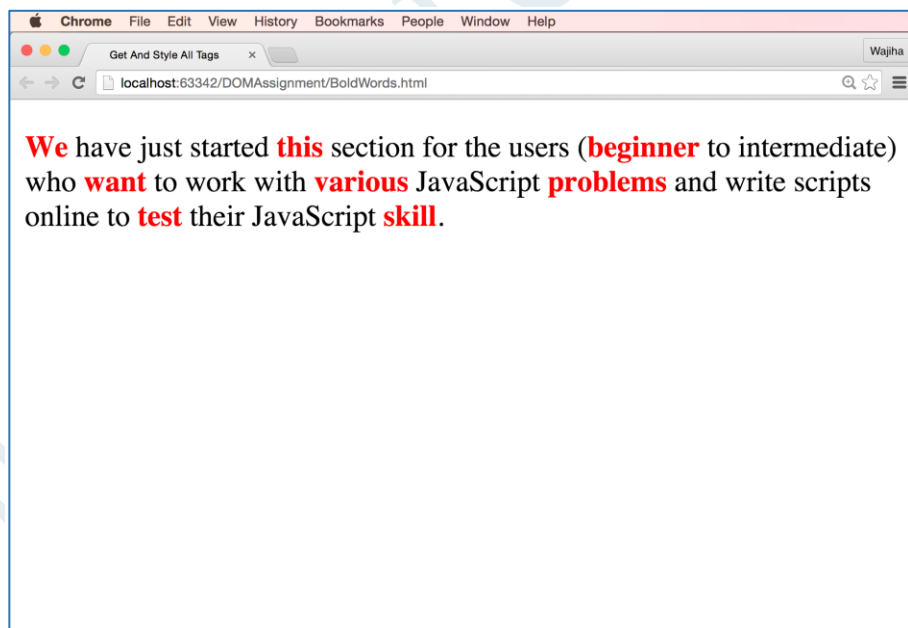 Chrome File Edit View History Bookmarks People Window Help
Get And Style All Tags × Wajiha
localhost:63342/DOMAssignment/BoldWords.html
We have just started this section for the users (beginner to intermediate)
who want to work with various JavaScript problems and write scripts
online to test their JavaScript skill.